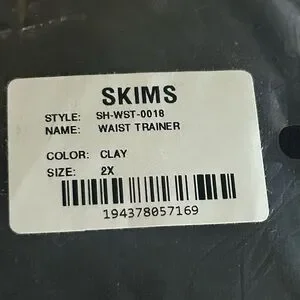 SKIMS
STYLE: SH-WST-0018
NAME: WAIST TRAINER
COLOR: CLAY
SIZE: 2X
194378057169